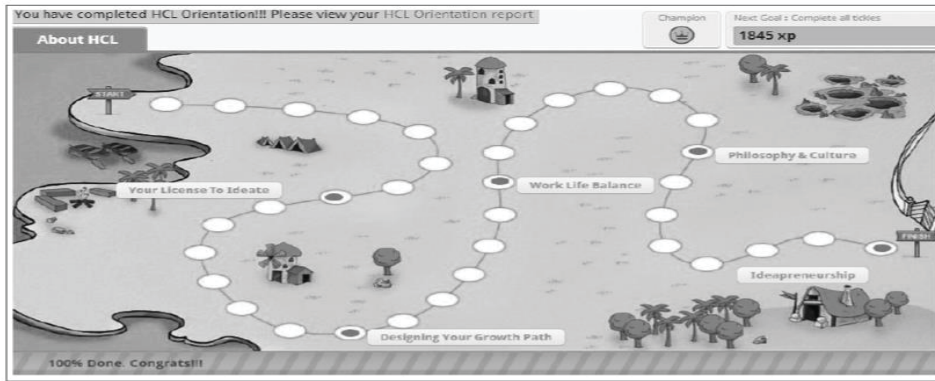 You have completed HCL Orientation!!! Please view your HCL Orientation report
Champion
Next Goal : Complete all tickles
1845 xp
About HCL
START
Philosophy & Culture
Your License To Ideate
Work Life Balance
FINISH
Ideapreneurship
Designing Your Growth Path
100% Done. Congrats!!!